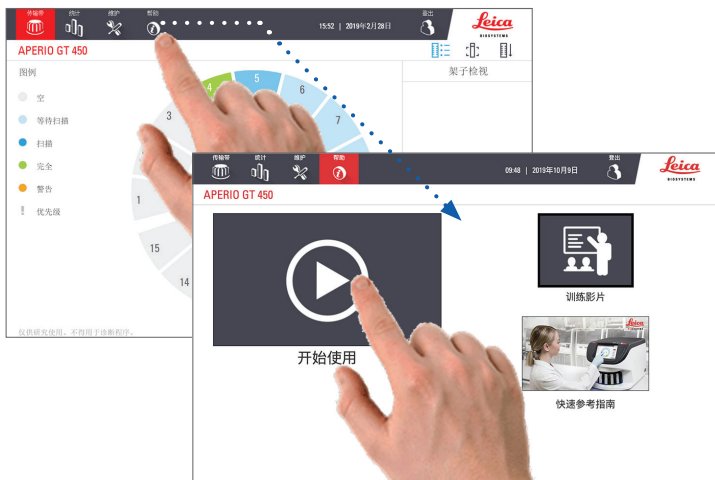 传输带 统计 维护 帮助 15:52 | 2019年2月28日 登出 Leica
BIOSYSTEMS
APERIO GT 450
图例
架子检视
空
等待扫描
扫描
完全
警告
! 优先级
4 5
6
3
7
1
15
14
仅供研究使用。不得用于诊断程序。
传输带 统计 维护 帮助 09:48 | 2019年10月9日 登出 Leica
BIOSYSTEMS
APERIO GT 450
训练影片
Leica
开始使用
快速参考指南